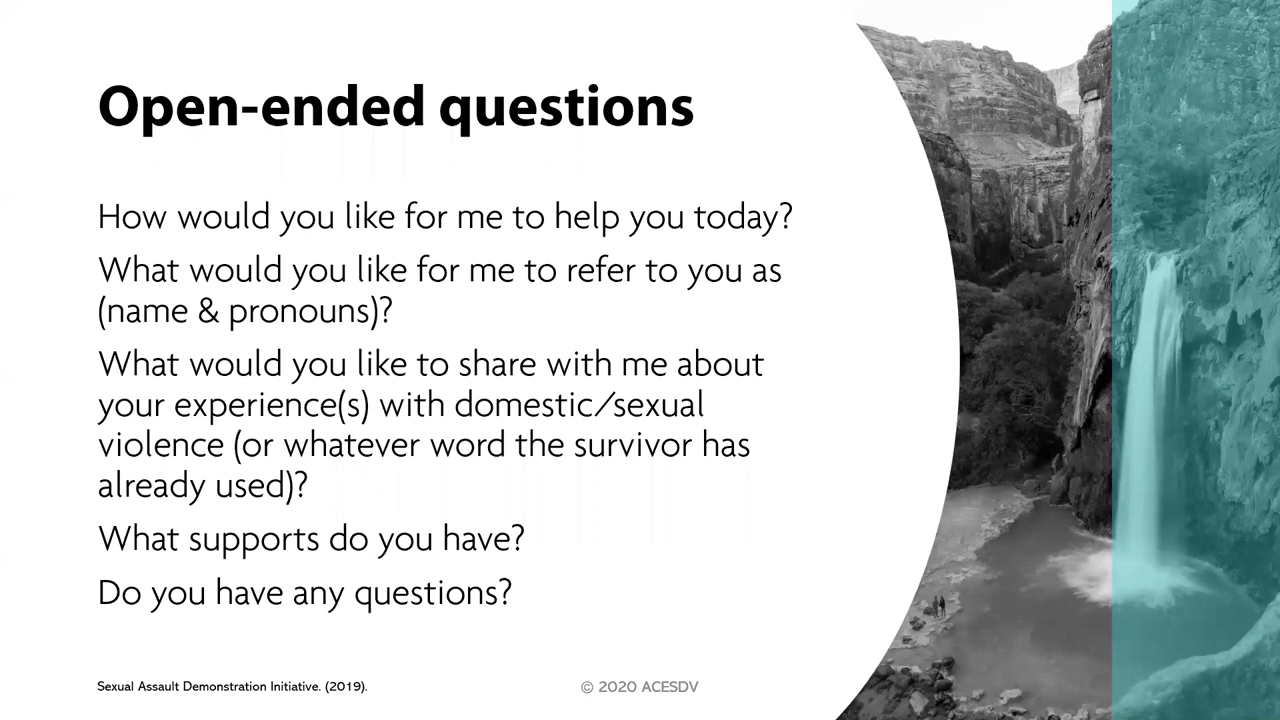 Open-ended questions
How would you like for me to help you today?
What would you like for me to refer to you as
(name & pronouns)?
What would you like to share with me about
your experience(s) with domestic/sexual
violence (or whatever word the survivor has
already used)?
What supports do you have?
Do you have any questions?
Sexual Assault Demonstration Initiative. (2019).
© 2020 ACESDV